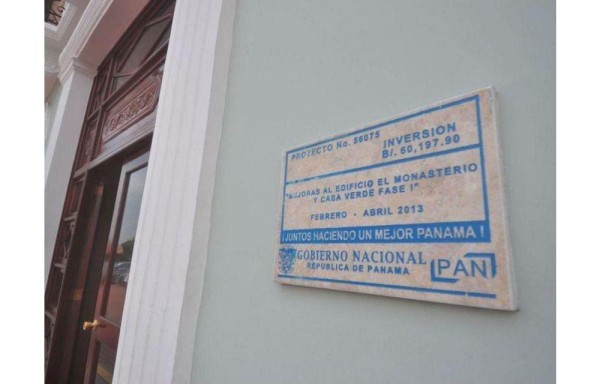 PROYECTO No. 56075
INVERSION
B/. 60,197.90
"MEJORAS AL EDIFICIO EL MONASTERIO
Y CASA VERDE FASE I"
FEBRERO - ABRIL 2013
¡JUNTOS HACIENDO UN MEJOR PANAMA!
GOBIERNO NACIONAL
REPÚBLICA DE PANAMA
PAN